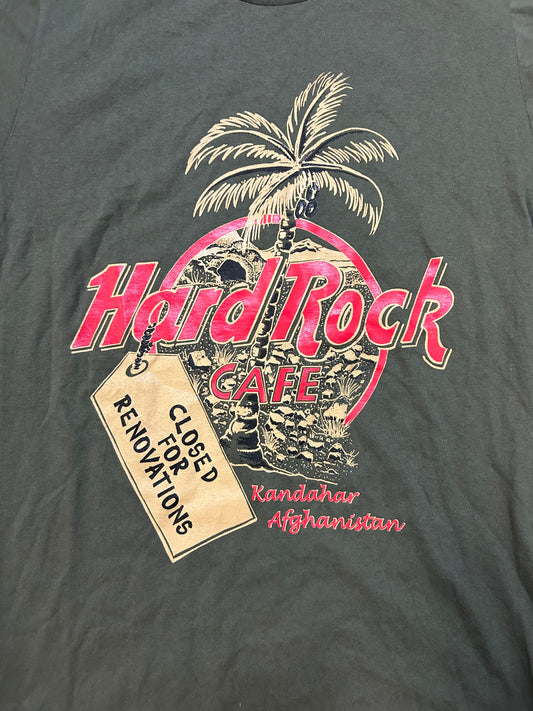 Hard Rock
CAFE
CLOSED
FOR
RENOVATIONS
Kandahar
Afghanistan